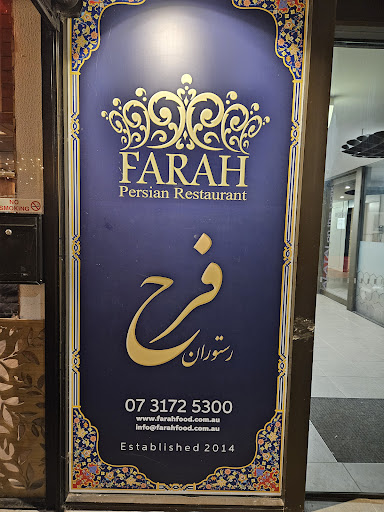 FARAH
Persian Restaurant
فرح
رستوران
07 3172 5300
www.farahfood.com.au
info@farahfood.com.au
Established 2014
NO
SMOKING